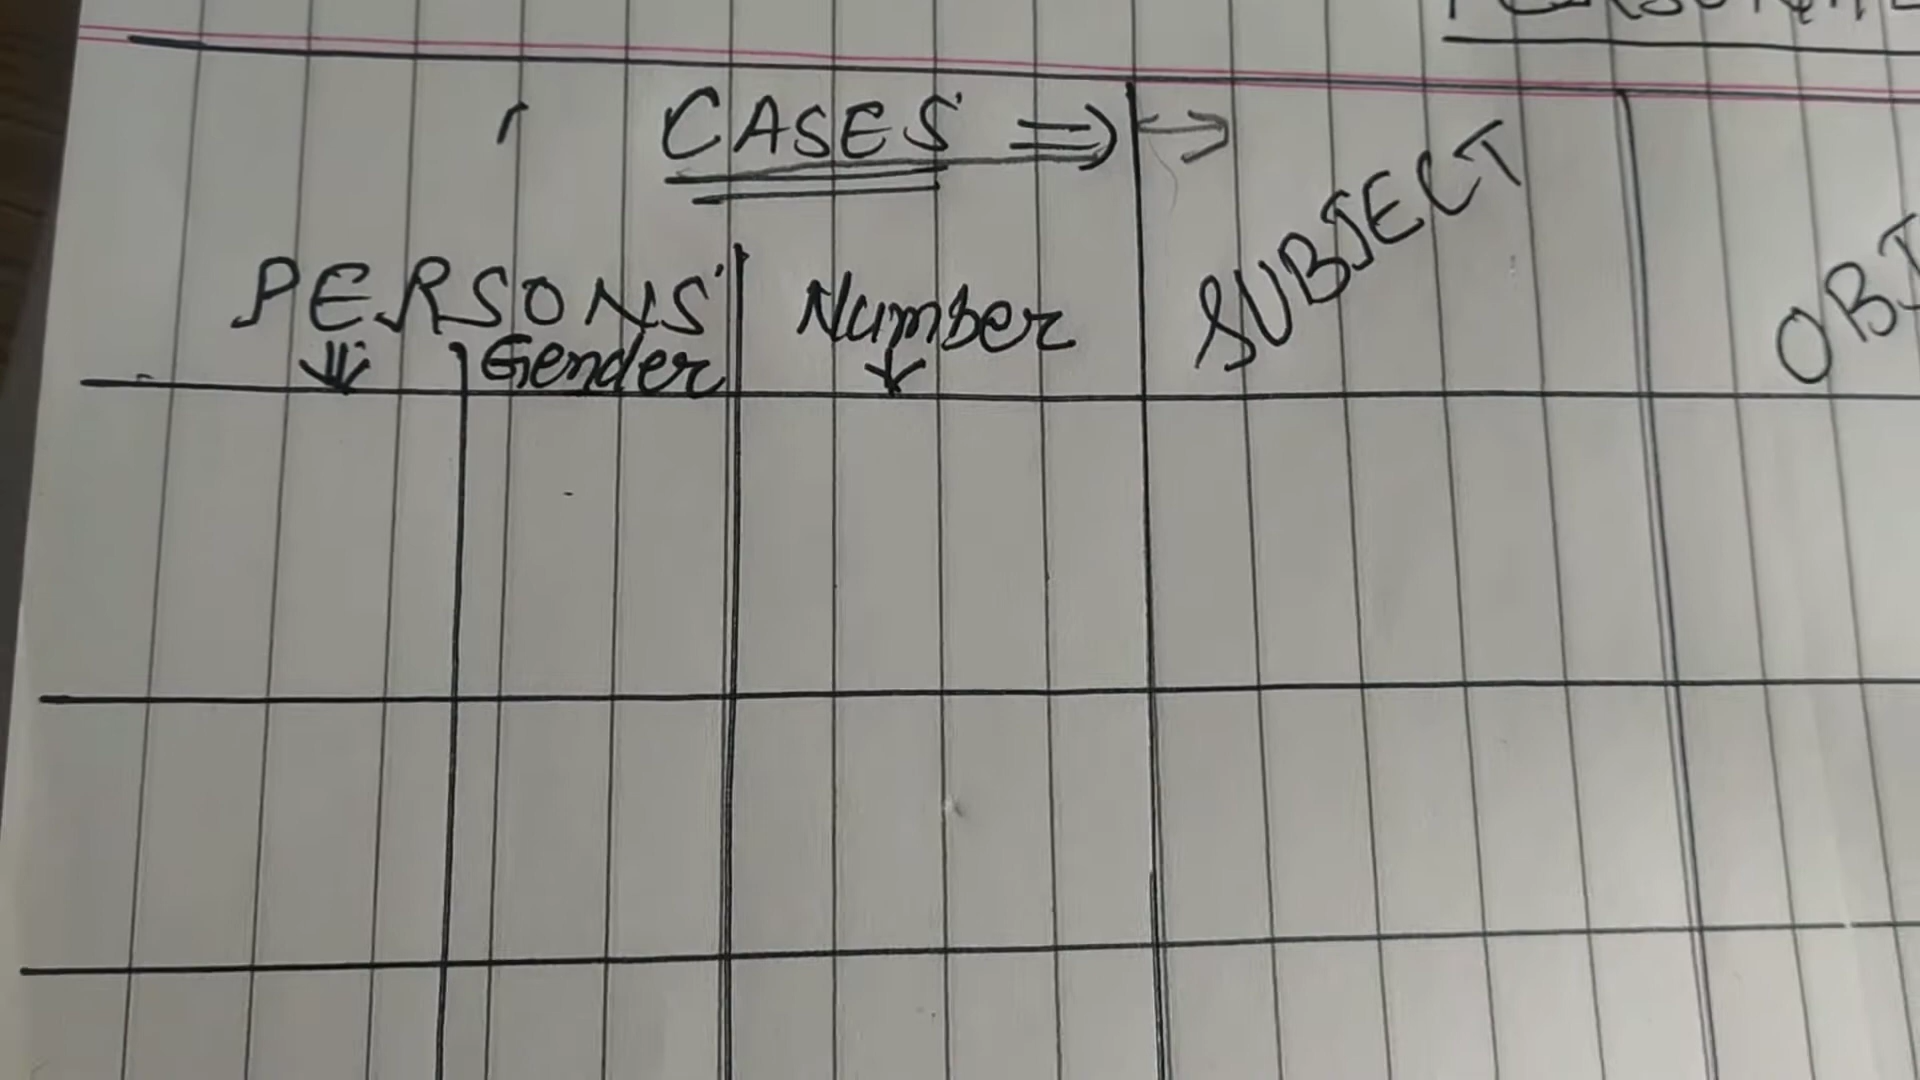 CASES ⇒ →
SUBJECT
PERSONS
Gender
Number